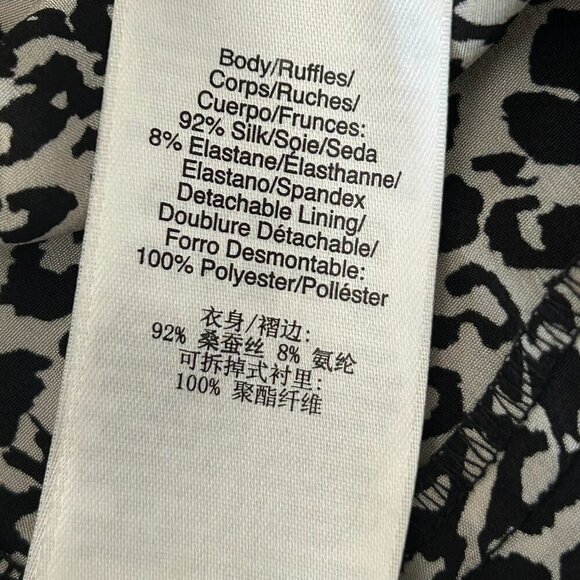 Body/Ruffles/
Corps/Ruches/
Cuerpo/Frunces:
92% Silk/Soie/Seda
8% Elastane/Élasthanne/
Elastano/Spandex
Detachable Lining/
Doublure Détachable/
Forro Desmontable:
100% Polyester/Polléster
衣身/褶边:
92% 桑蚕丝 8% 氨纶
可拆掉式衬里:
100% 聚酯纤维